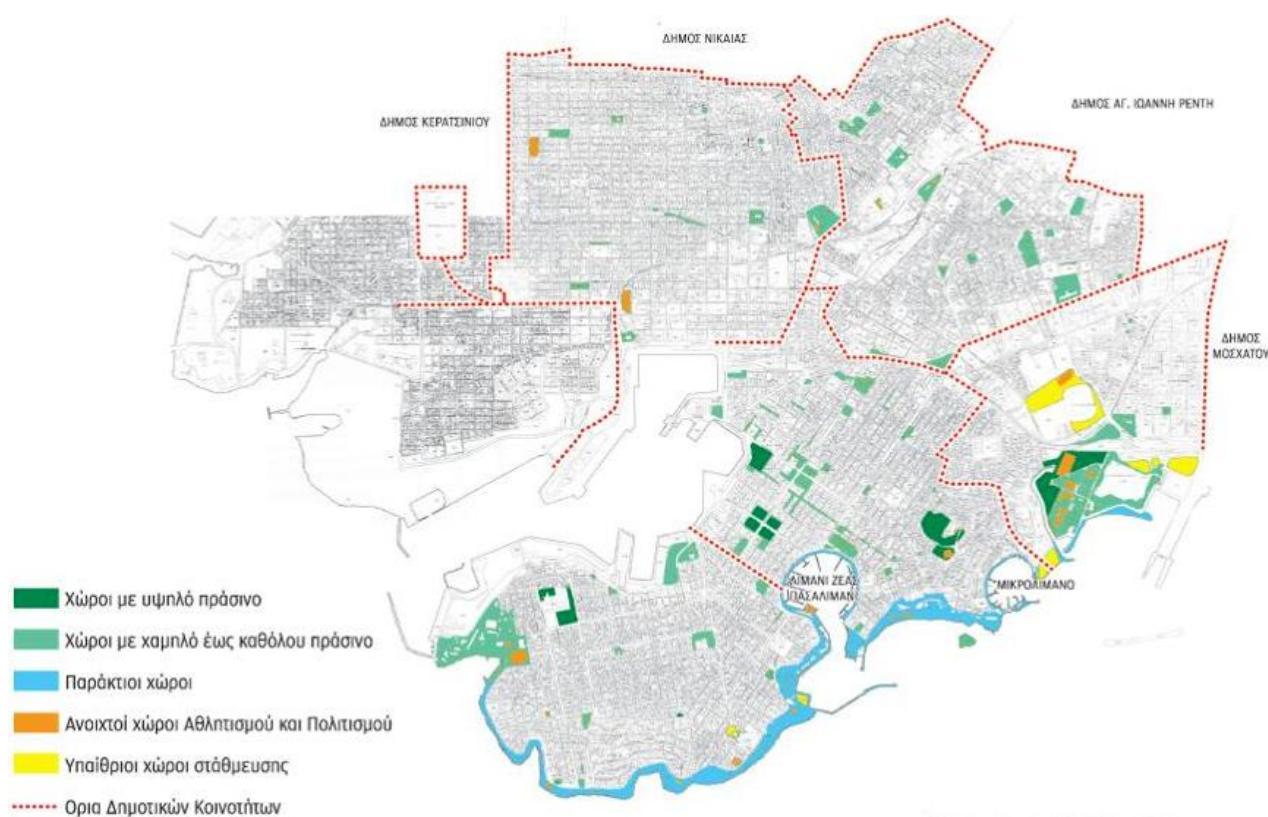 ΔΗΜΟΣ ΝΙΚΑΙΑΣ
ΔΗΜΟΣ ΑΓ. ΙΩΑΝΝΗ ΡΕΝΤΗ
ΔΗΜΟΣ ΚΕΡΑΤΣΙΝΙΟΥ
ΔΗΜΟΣ
ΜΟΣΧΑΤΟΥ
ΛΙΜΑΝΙ ΖΕΑΣ
ΠΑΣΑΛΙΜΑΝΙ
ΜΙΚΡΟΛΙΜΑΝΟ
Χώροι με υψηλό πράσινο
Χώροι με χαμηλό έως καθόλου πράσινο
Παράκτιοι χώροι
Ανοιχτοί χώροι Αθλητισμού και Πολιτισμού
Υπαίθριοι χώροι στάθμευσης
Ορια Δημοτικών Κοινοτήτων